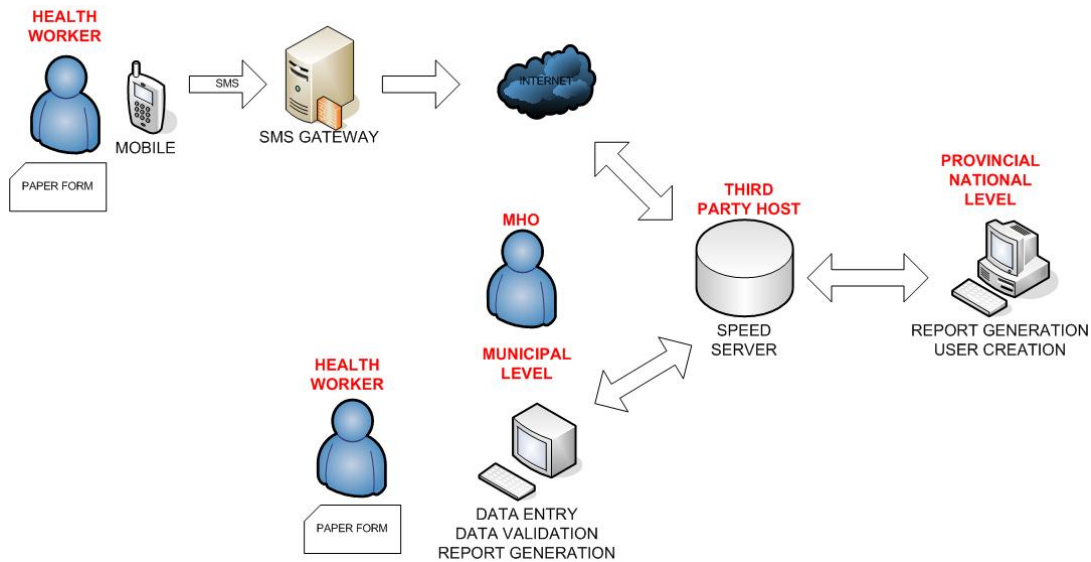 HEALTH
WORKER
MOBILE
PAPER FORM
SMS
SMS GATEWAY
INTERNET
THIRD
PARTY HOST
SPEED
SERVER
PROVINCIAL
NATIONAL
LEVEL
REPORT GENERATION
USER CREATION
MHO
MUNICIPAL
LEVEL
DATA ENTRY
DATA VALIDATION
REPORT GENERATION
HEALTH
WORKER
PAPER FORM